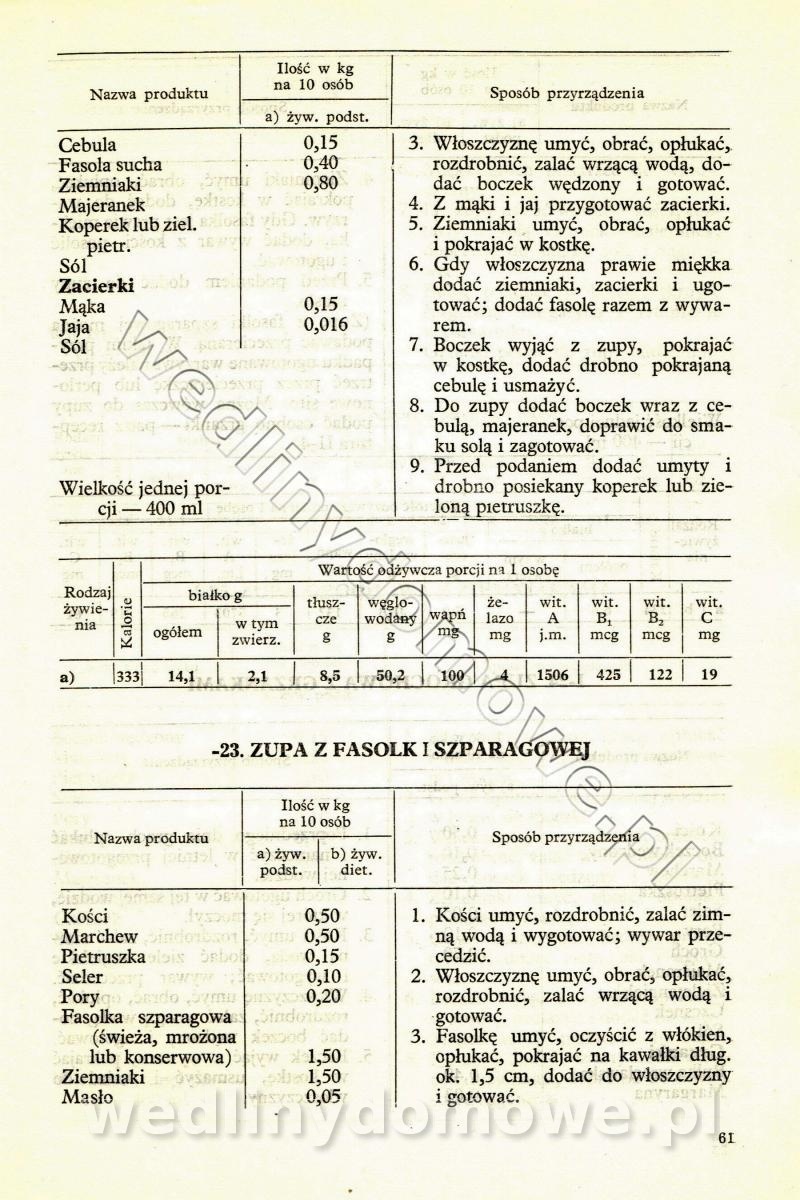 Nazwa produktu
Ilość w kg
na 10 osób
a) żyw. podst.
Sposób przyrządzenia
Cebula 0,15
Fasola sucha 0,40
Ziemniaki 0,80
Majeranek
Koperek lub ziel.
pietr.
Sól
Zacierki
Mąka 0,15
Jaja 0,016
Sól
Wielkość jednej por-
cji — 400 ml
3. Włoszczyznę umyć, obrać, opłukać,
rozdrobnić, zalać wrzącą wodą, do-
dać boczek wędzony i gotować.
4. Z mąki i jaj przygotować zacierki.
5. Ziemniaki umyć, obrać, opłukać
i pokrajać w kostkę.
6. Gdy włoszczyzna prawie miękka
dodać ziemniaki, zacierki i ugo-
tować; dodać fasolę razem z wywa-
rem.
7. Boczek wyjąć z zupy, pokrajać
w kostkę, dodać drobno pokrajaną
cebulę i usmażyć.
8. Do zupy dodać boczek wraz z ce-
bulą, majeranek, doprawić do sma-
ku solą i zagotować.
9. Przed podaniem dodać umyty i
drobno posiekany koperek lub zie-
loną pietruszkę.
Rodzaj
żywie-
nia
Kalorie
Wartość odżywcza porcji na 1 osobę
białko g
ogółem
w tym
zwierz.
tłusz-
cze
g
węglo-
wodany
g
wapń
mg
że-
lazo
mg
wit.
A
j.m.
wit.
B₁
mcg
wit.
B₂
mcg
wit.
C
mg
a) 333 14,1 2,1 8,5 50,2 100 4 1506 425 122 19
-23. ZUPA Z FASOLK I SZPARAGOWEJ
Nazwa produktu
Ilość w kg
na 10 osób
a) żyw.
podst.
b) żyw.
diet.
Sposób przyrządzenia
Kości 0,50
Marchew 0,50
Pietruszka 0,15
Seler 0,10
Pory 0,20
Fasolka szparagowa
(świeża, mrożona
lub konserwowa) 1,50
Ziemniaki 1,50
Masło 0,05
1. Kości umyć, rozdrobnić, zalać zim-
ną wodą i wygotować; wywar prze-
cedzić.
2. Włoszczyznę umyć, obrać, opłukać,
rozdrobnić, zalać wrzącą wodą i
gotować.
3. Fasolkę umyć, oczyścić z włókien,
opłukać, pokrajać na kawałki dług.
ok. 1,5 cm, dodać do włoszczyzny
i gotować.
61
wedlinydomowe.pl
wedlinydomowe.pl